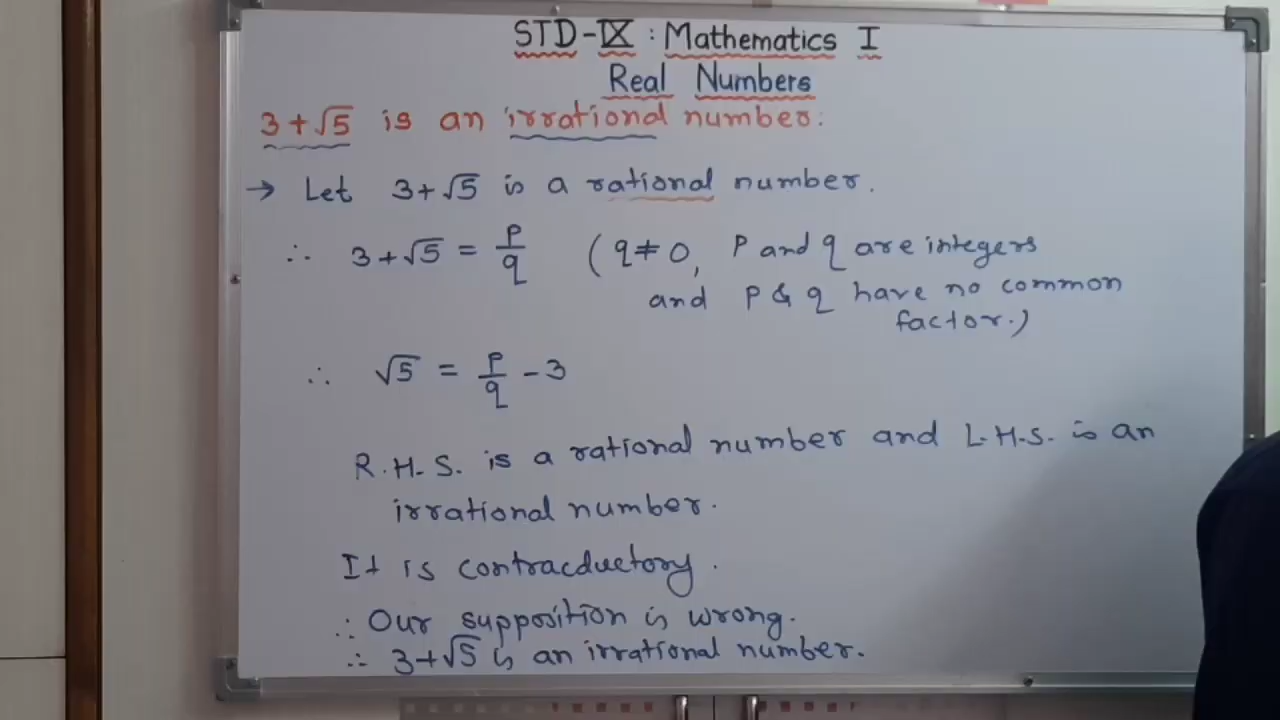 STD-IX : Mathematics I
Real Numbers
3+√5 is an irrational number.
→ Let 3+√5 is a rational number.
∴ 3+√5 = p/q (q≠0, P and q are integers
and P & q have no common
factor.)
∴ √5 = p/q - 3
R.H.S. is a rational number and L.H.S. is an
irrational number.
It is contracductory.
∴ Our supposition is wrong.
∴ 3+√5 is an irrational number.